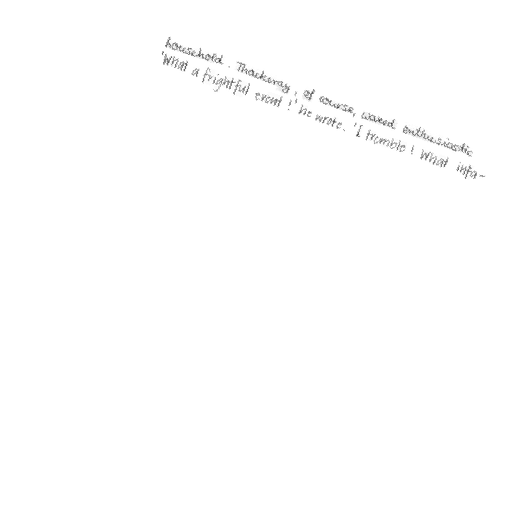 household. Thackeray, of course, waxed enthusiastic
'What a frightful event!' he wrote. 'I tremble! What infa-